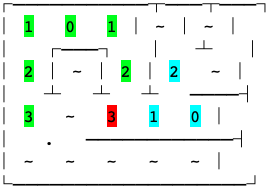 1 0 1 | ~ | ~ |
2 | ~ | 2 | 2 ~ |
3 ~ 3 1 0 |
.
~ ~ ~ ~ ~ |